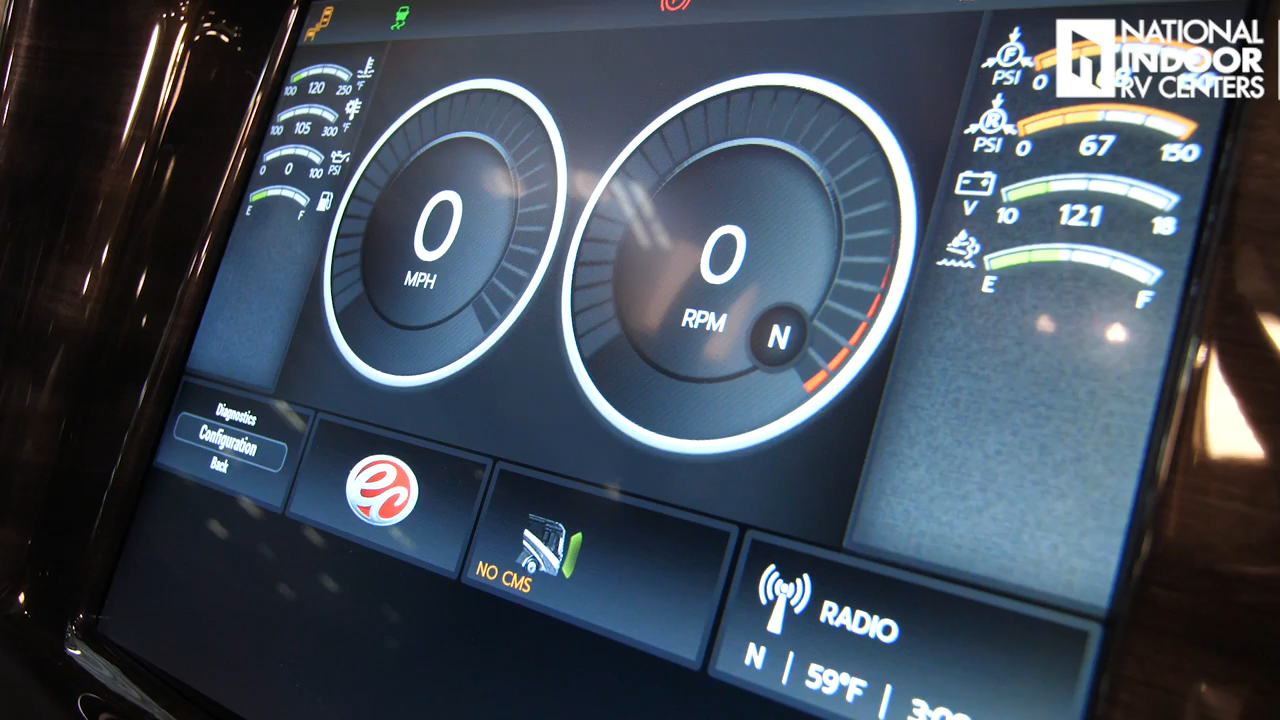 NATIONAL
INDOOR
RV CENTERS
100 120 250 °F
100 105 300 °F
0 0 100 PSI
E F
0
MPH
0
RPM
N
F
PSI 0
R
PSI 0 67 150
V 10 121 18
E F
Diagnostics
Configuration
Back
ec
NO CMS
RADIO
N | 59°F |